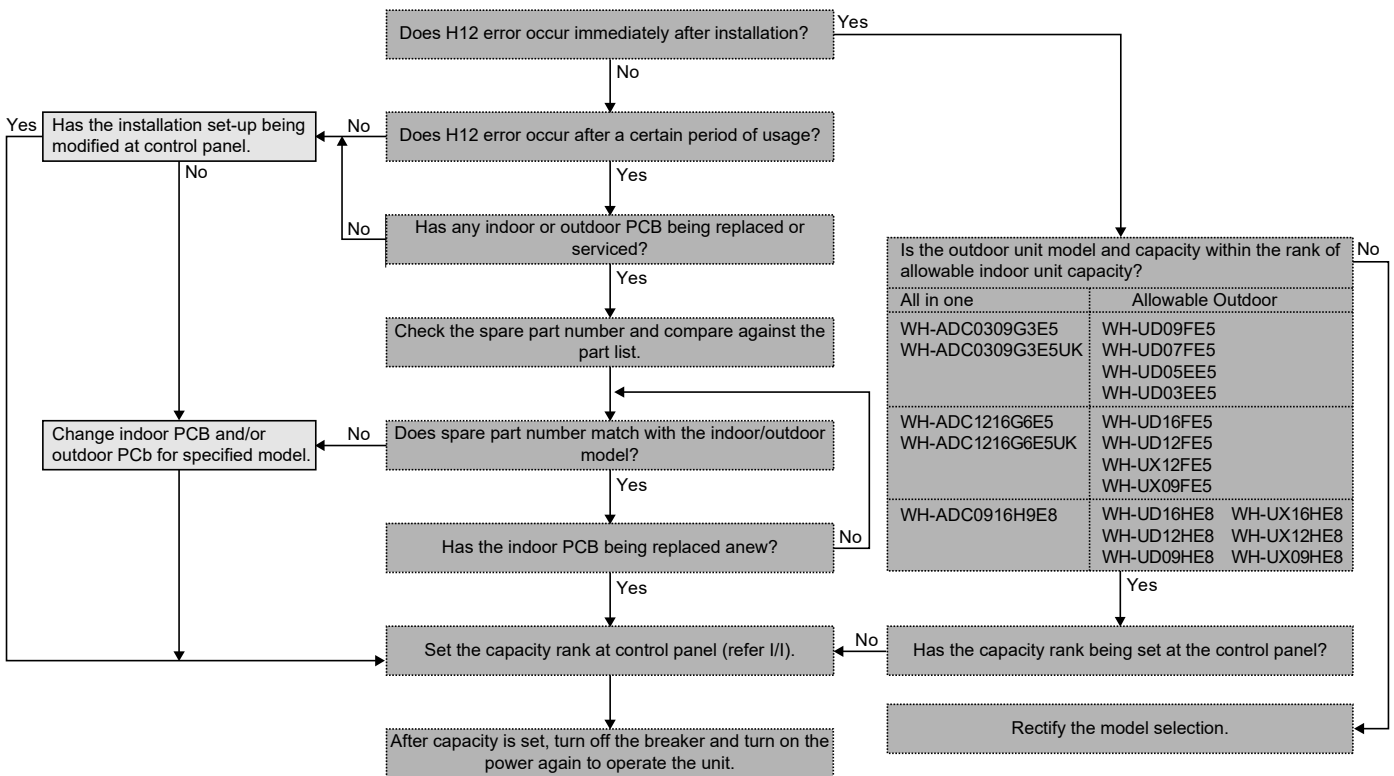 Does H12 error occur immediately after installation?
Yes
No
Does H12 error occur after a certain period of usage?
No
Yes
Has the installation set-up being
modified at control panel.
Yes
No
Has any indoor or outdoor PCB being replaced or
serviced?
No
Yes
Check the spare part number and compare against the
part list.
Does spare part number match with the indoor/outdoor
model?
No
Yes
Change indoor PCB and/or
outdoor PCb for specified model.
Has the indoor PCB being replaced anew?
No
Yes
Set the capacity rank at control panel (refer I/I).
After capacity is set, turn off the breaker and turn on the
power again to operate the unit.
Is the outdoor unit model and capacity within the rank of
allowable indoor unit capacity?
No
All in one Allowable Outdoor
WH-ADC0309G3E5 WH-UD09FE5
WH-ADC0309G3E5UK WH-UD07FE5
WH-UD05EE5
WH-UD03EE5
WH-ADC1216G6E5 WH-UD16FE5
WH-ADC1216G6E5UK WH-UD12FE5
WH-UX12FE5
WH-UX09FE5
WH-ADC0916H9E8 WH-UD16HE8 WH-UX16HE8
WH-UD12HE8 WH-UX12HE8
WH-UD09HE8 WH-UX09HE8
Yes
Has the capacity rank being set at the control panel?
No
Rectify the model selection.